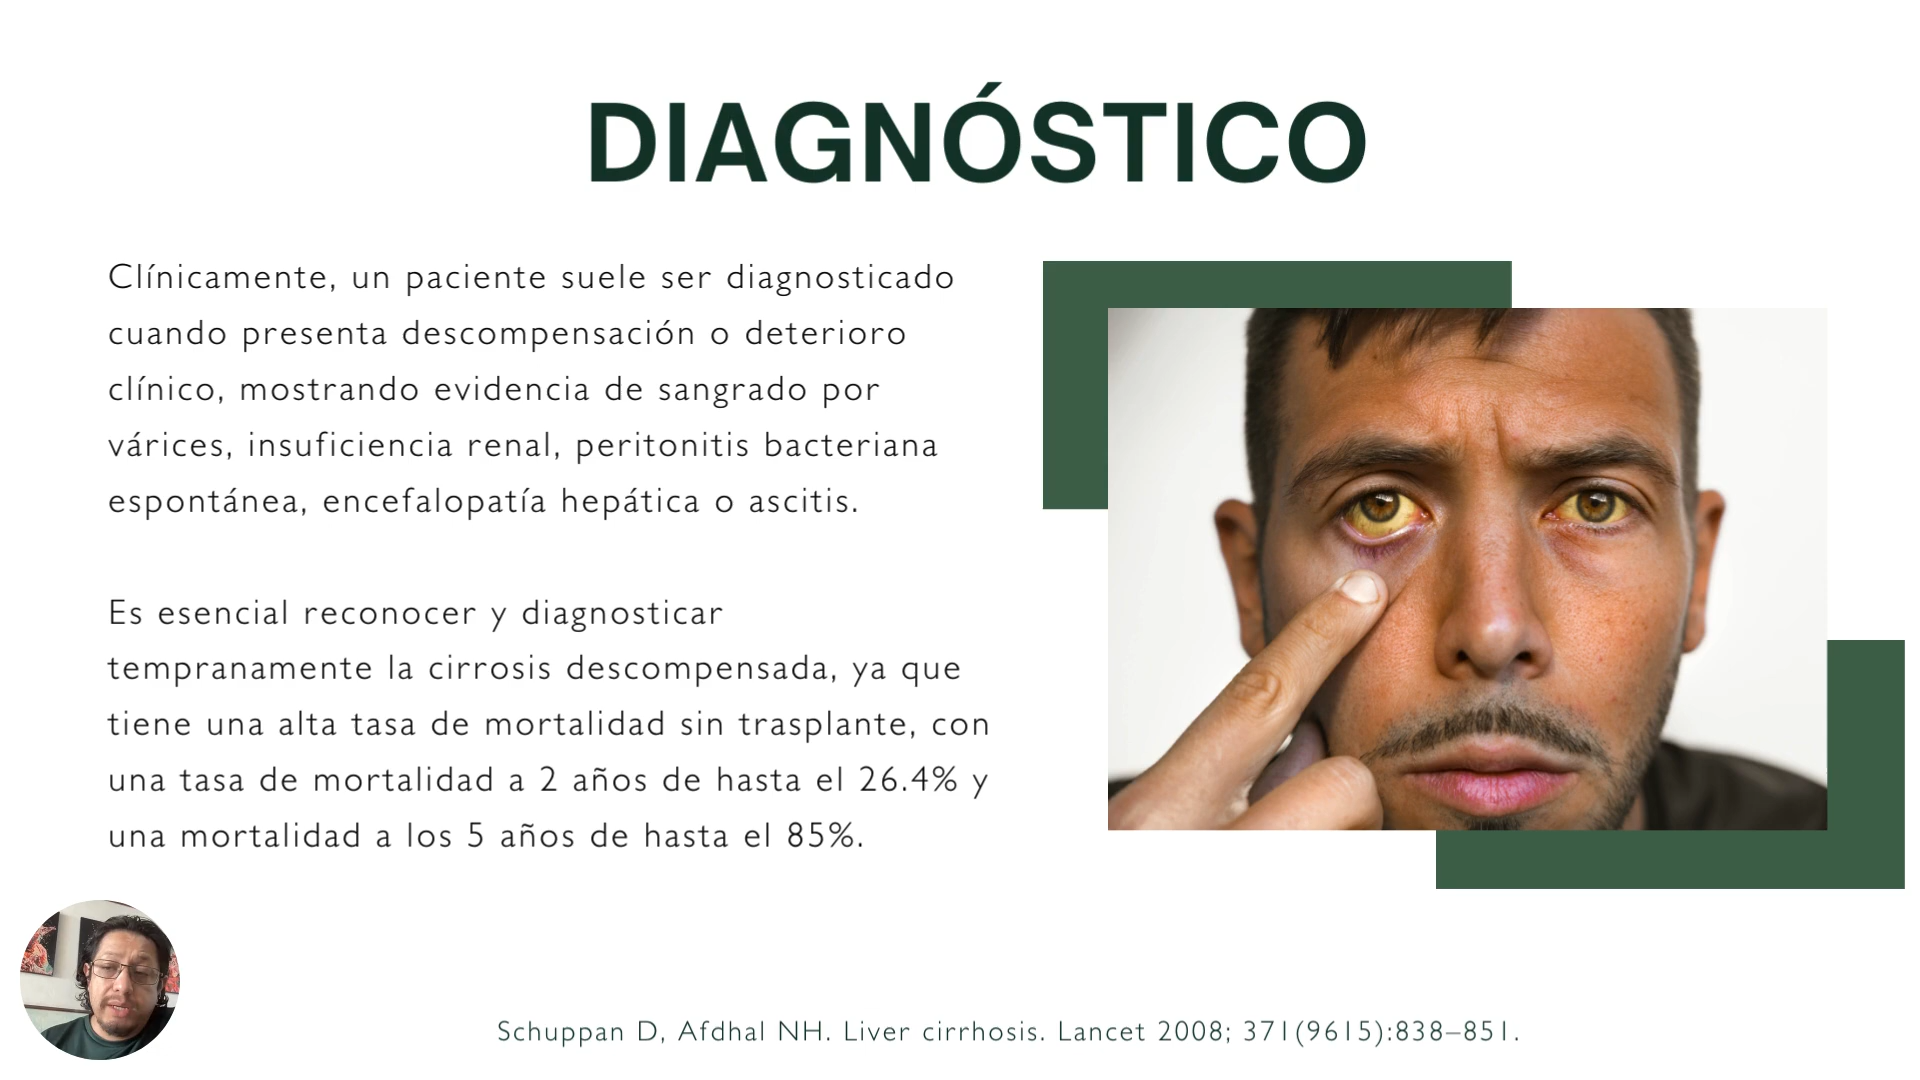 DIAGNÓSTICO
Clínicamente, un paciente suele ser diagnosticado
cuando presenta descompensación o deterioro
clínico, mostrando evidencia de sangrado por
várices, insuficiencia renal, peritonitis bacteriana
espontánea, encefalopatía hepática o ascitis.
Es esencial reconocer y diagnosticar
tempranamente la cirrosis descompensada, ya que
tiene una alta tasa de mortalidad sin trasplante, con
una tasa de mortalidad a 2 años de hasta el 26.4% y
una mortalidad a los 5 años de hasta el 85%.
Schuppan D, Afdhal NH. Liver cirrhosis. Lancet 2008; 371(9615):838–851.